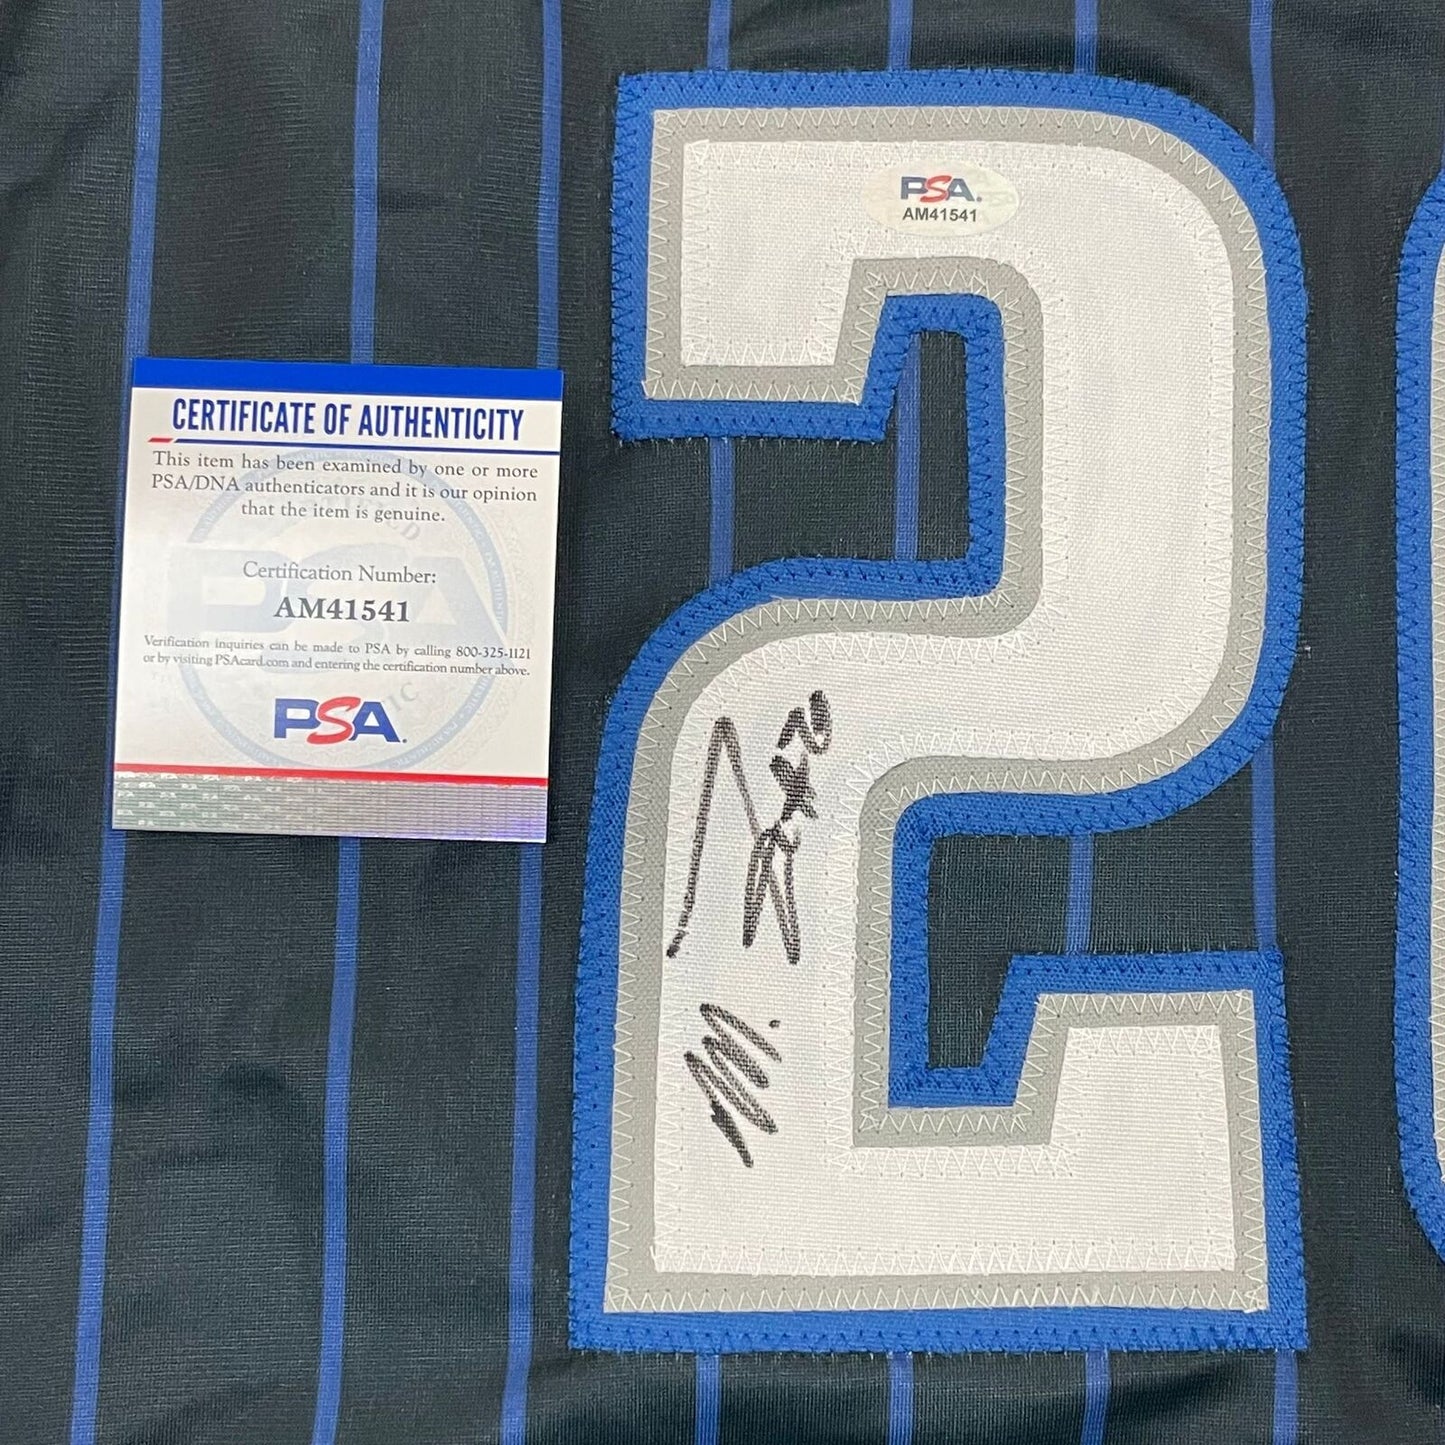 PSA
AM41541
CERTIFICATE OF AUTHENTICITY
This item has been examined by one or more
PSA/DNA authenticators and it is our opinion
that the item is genuine.
Certification Number:
AM41541
Verification inquiries can be made to PSA by calling 800-325-1121
or by visiting PSAcard.com and entering the certification number above.
PSA
2